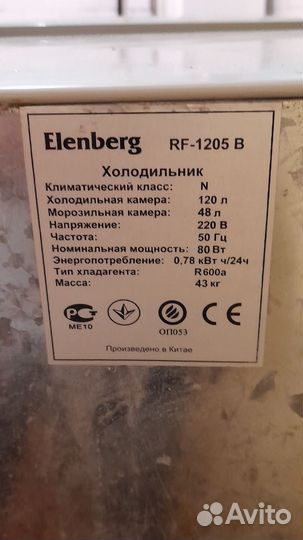 Elenberg RF-1205 B
Холодильник
Климатический класс: N
Холодильная камера: 120 л
Морозильная камера: 48 л
Напряжение: 220 В
Частота: 50 Гц
Номинальная мощность: 80 Вт
Энергопотребление: 0,78 кВт ч/24ч
Тип хладагента: R600a
Масса: 43 кг
МЕ10 ОП053
Произведено в Китае
Avito